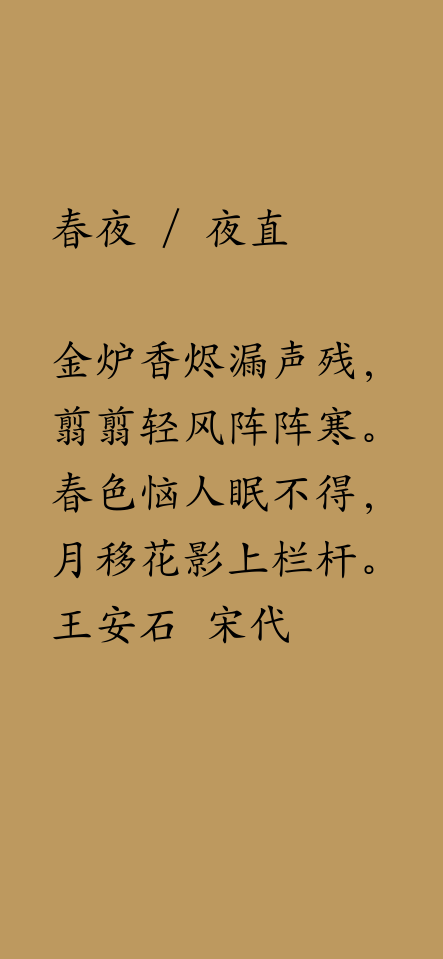 春夜 / 夜直
金炉香烬漏声残，
翦翦轻风阵阵寒。
春色恼人眠不得，
月移花影上栏杆。
王安石 宋代